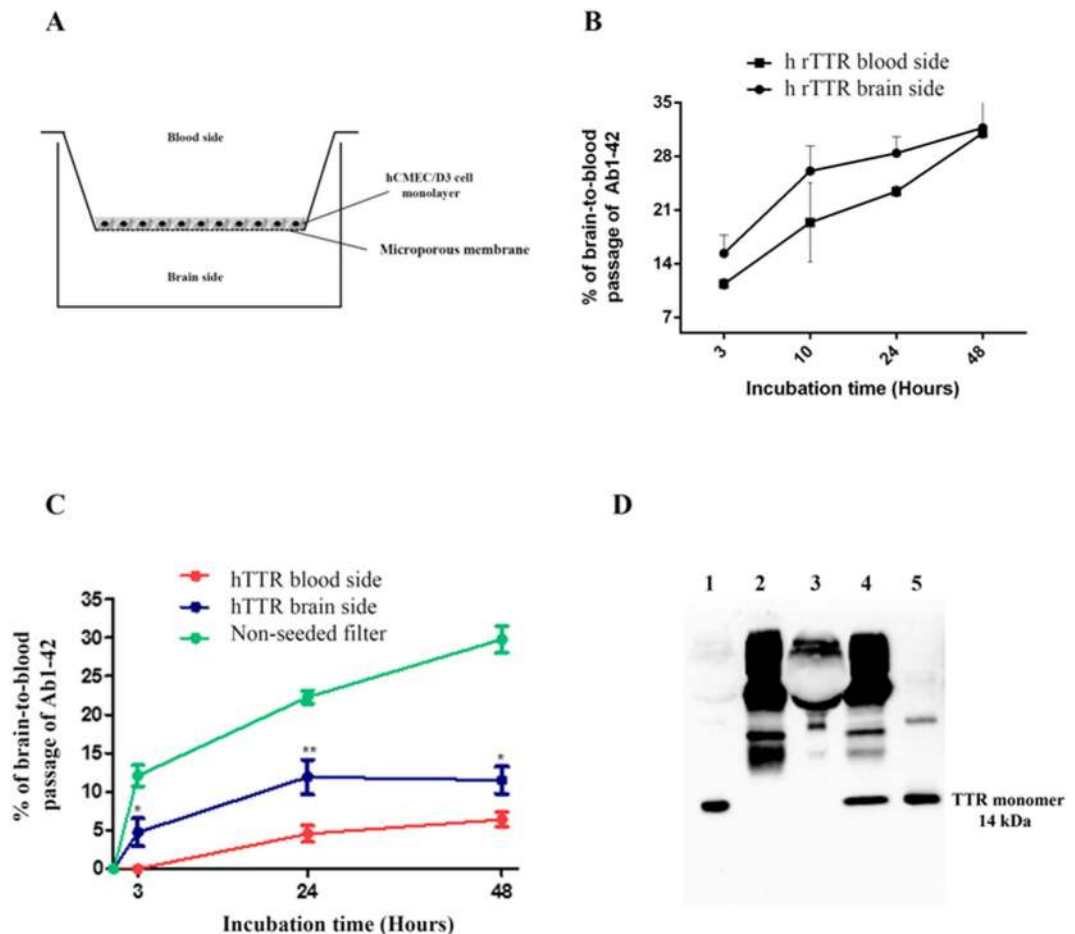 A
Blood side
hCMEC/D3 cell
monolayer
Microporous membrane
Brain side
B
h rTTR blood side
h rTTR brain side
% of brain-to-blood
passage of Ab1-42
35
28
21
14
7
3
10
24
48
Incubation time (Hours)
C
hTTR blood side
hTTR brain side
Non-seeded filter
% of brain-to-blood
passage of Ab1-42
35
30
25
20
15
10
5
0
*
**
*
3
24
48
Incubation time (Hours)
D
1 2 3 4 5
TTR monomer
14 kDa